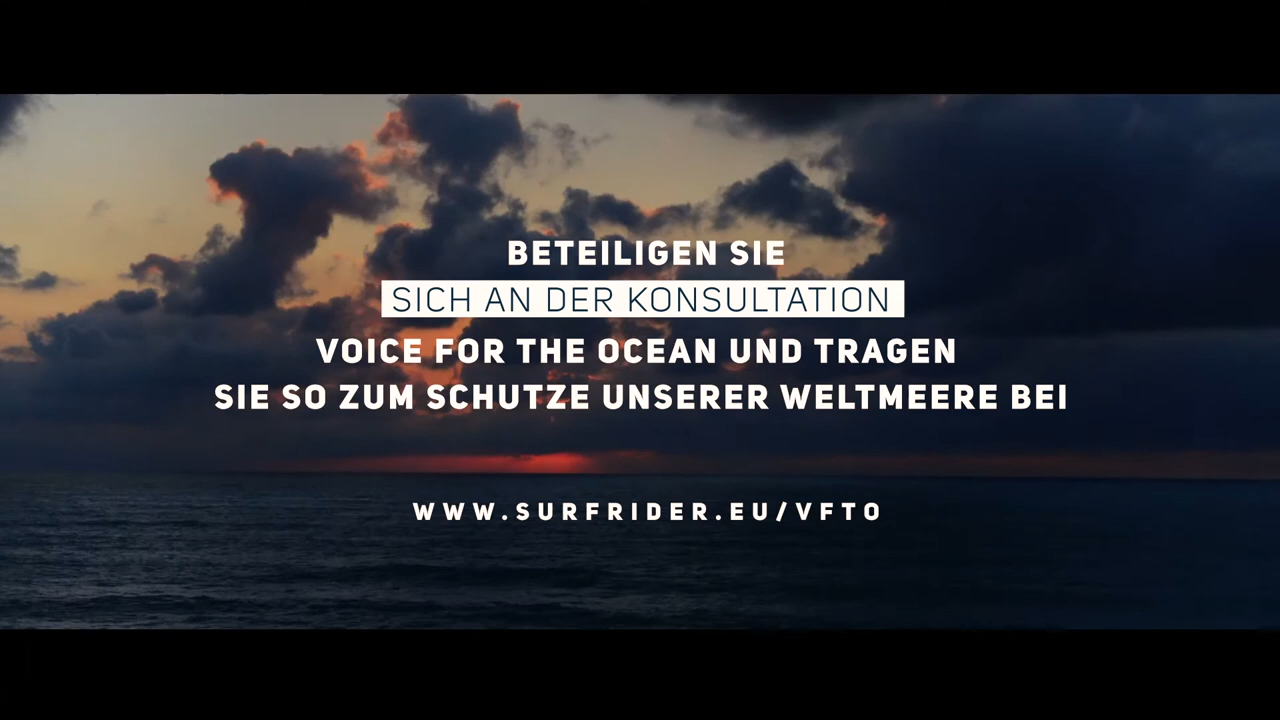 BETEILIGEN SIE
SICH AN DER KONSULTATION
VOICE FOR THE OCEAN UND TRAGEN
SIE SO ZUM SCHUTZE UNSERER WELTMEERE BEI
WWW.SURFRIDER.EU/VFTO